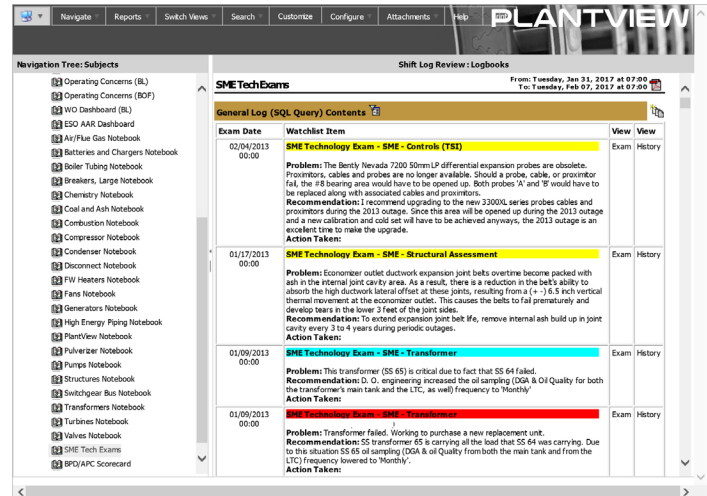 Navigate Reports Switch Views Search Customize Configure Attachments Help PLANTVIEW
Navigation Tree: Subjects
Shift Log Review : Logbooks
Operating Concerns (BL)
Operating Concerns (BOF)
WO Dashboard (BL)
ESO AAR Dashboard
Air/Flue Gas Notebook
Batteries and Chargers Notebook
Boiler Tubing Notebook
Breakers, Large Notebook
Chemistry Notebook
Coal and Ash Notebook
Combustion Notebook
Compressor Notebook
Condenser Notebook
Disconnect Notebook
FW Heaters Notebook
Fans Notebook
Generators Notebook
High Energy Piping Notebook
PlantView Notebook
Pulverizer Notebook
Pumps Notebook
Structures Notebook
Switchgear Bus Notebook
Transformers Notebook
Turbines Notebook
Valves Notebook
SME Tech Exams
BPD/APC Scorecard
SME Tech Exams
From: Tuesday, Jan 31, 2017 at 07:00
To: Tuesday, Feb 07, 2017 at 07:00
General Log (SQL Query) Contents
Exam Date Watchlist Item View View
02/04/2013 SME Technology Exam - SME - Controls (TSI) Exam History
00:00
Problem: The Bently Nevada 7200 50mm LP differential expansion probes are obsolete.
Proximitors, cables and probes are no longer available. Should a probe, cable, or proximitor
fail, the #8 bearing area would have to be opened up. Both probes 'A' and 'B' would have to
be replaced along with associated cables and proximitors.
Recommendation: I recommend upgrading to the new 3300XL series probes cables and
proximitors during the 2013 outage. Since this area will be opened up during the 2013 outage
and a new calibration and cold set will have to be achieved anyways, the 2013 outage is an
excellent time to make the upgrade.
Action Taken:
01/17/2013 SME Technology Exam - SME - Structural Assessment Exam History
00:00
Problem: Economizer outlet ductwork expansion joint belts overtime become packed with
ash in the internal joint cavity area. As a result, there is a reduction in the belt's ability to
absorb the high ductwork lateral offset at these joints, resulting from a (+ -) 6.5 inch vertical
thermal movement at the economizer outlet. This causes the belts to fail prematurely and
develop tears in the lower 3 feet of the joint sides.
Recommendation: To extend expansion joint belt life, remove internal ash build up in joint
cavity every 3 to 4 years during periodic outages.
Action Taken:
01/09/2013 SME Technology Exam - SME - Transformer Exam History
00:00
Problem: This transformer (SS 65) is critical due to fact that SS 64 failed.
Recommendation: D. O. engineering increased the oil sampling (DGA & Oil Quality for both
the transformer's main tank and the LTC, as well) frequency to 'Monthly'
Action Taken:
01/09/2013 SME Technology Exam - SME - Transformer Exam History
00:00
Problem: Transformer failed. Working to purchase a new replacement unit.
Recommendation: SS transformer 65 is carrying all the load that SS 64 was carrying. Due
to this situation SS 65 oil sampling (DGA & Oil Quality from both the main tank and from the
LTC) frequency lowered to 'Monthly'.
Action Taken: